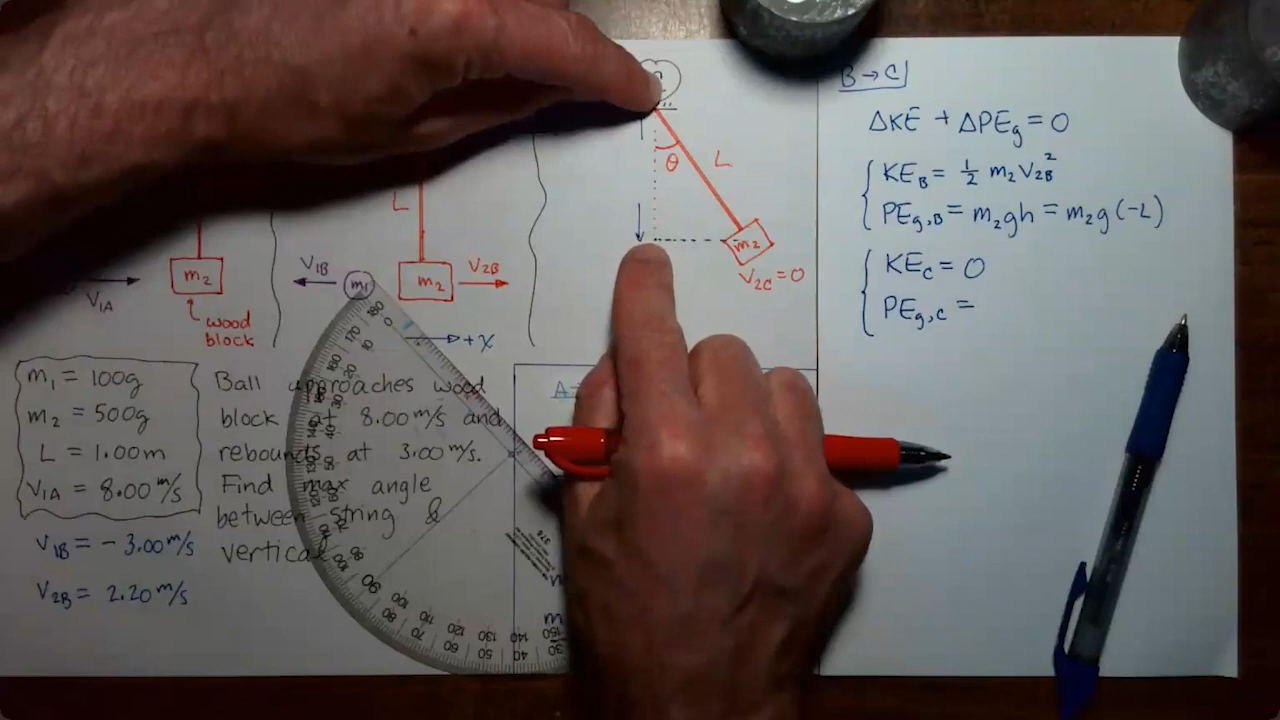 B → C
ΔKE + ΔPEg = 0
KE_B = 1/2 m₂ V₂B²
PEg,B = m₂gh = m₂g(-L)
KE_C = 0
PEg,C =
θ
L
m₂
V₂C = 0
L
V₁B
m₁
m₂
V₂B
+X
m₂
V₁A
wood
block
m₁ = 100g
m₂ = 500g
L = 1.00m
V₁A = 8.00 m/s
V₁B = - 3.00 m/s
V₂B = 2.20 m/s
Ball approaches wood
block at 8.00 m/s and
rebounds at 3.00 m/s.
Find max angle
between string &
vertical